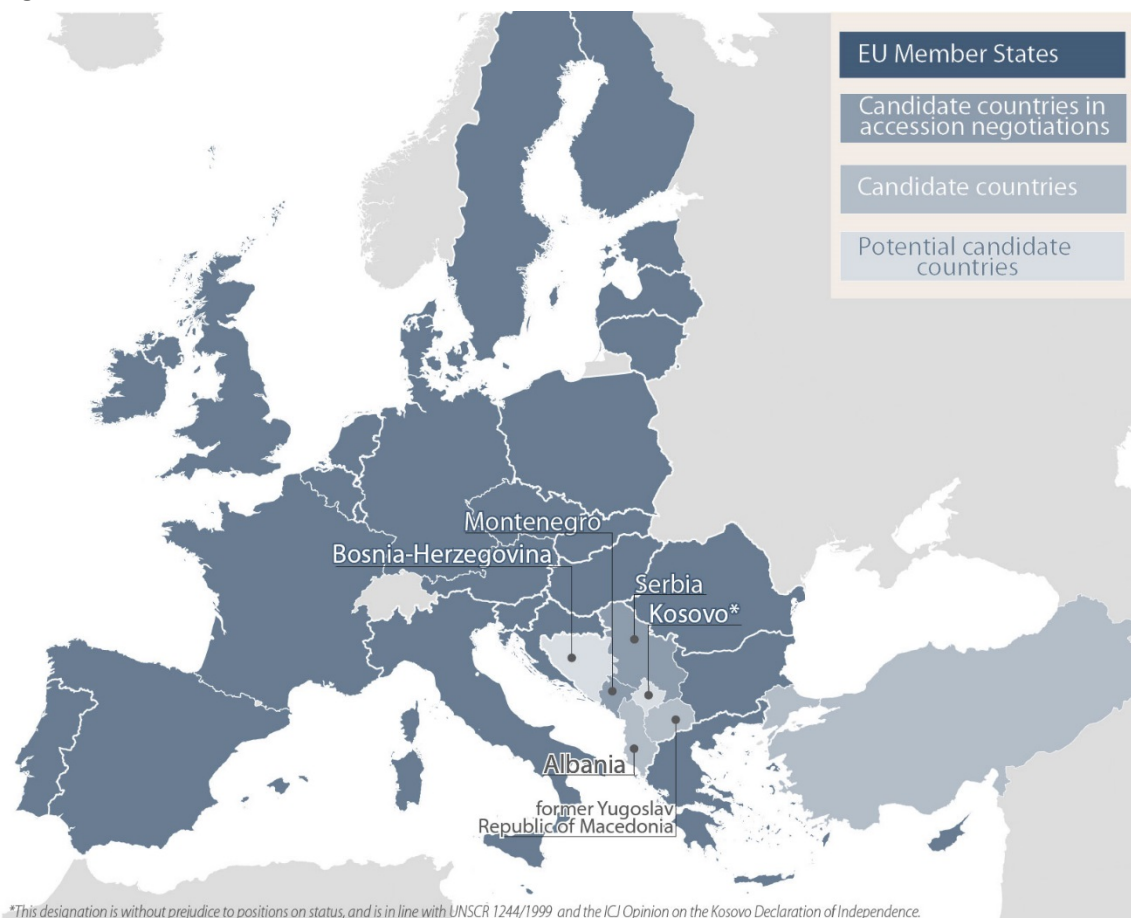 EU Member States
Candidate countries in
accession negotiations
Candidate countries
Potential candidate
countries
Montenegro
Bosnia-Herzegovina
Serbia
Kosovo*
Albania
former Yugoslav
Republic of Macedonia
*This designation is without prejudice to positions on status, and is in line with UNSCR 1244/1999 and the ICJ Opinion on the Kosovo Declaration of Independence.